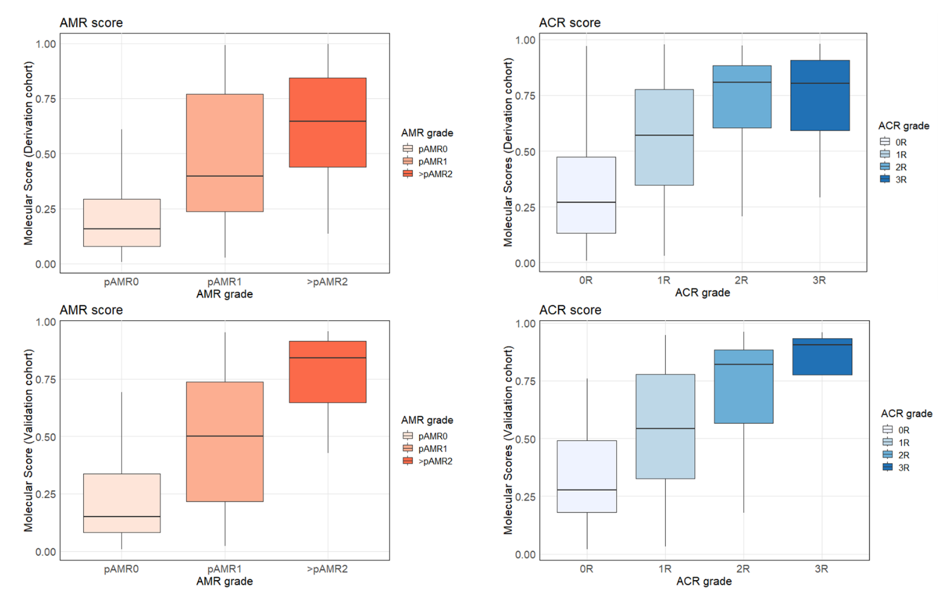 AMR score
Molecular Score (Derivation cohort)
1.00
0.75
0.50
0.25
0.00
pAMR0 pAMR1 >pAMR2
AMR grade
AMR grade
pAMR0
pAMR1
>pAMR2
ACR score
Molecular Scores (Derivation cohort)
1.00
0.75
0.50
0.25
0.00
0R 1R 2R 3R
ACR grade
ACR grade
0R
1R
2R
3R
AMR score
Molecular Score (Validation cohort)
1.00
0.75
0.50
0.25
0.00
pAMR0 pAMR1 >pAMR2
AMR grade
AMR grade
pAMR0
pAMR1
>pAMR2
ACR score
Molecular Scores (Validation cohort)
1.00
0.75
0.50
0.25
0.00
0R 1R 2R 3R
ACR grade
ACR grade
0R
1R
2R
3R